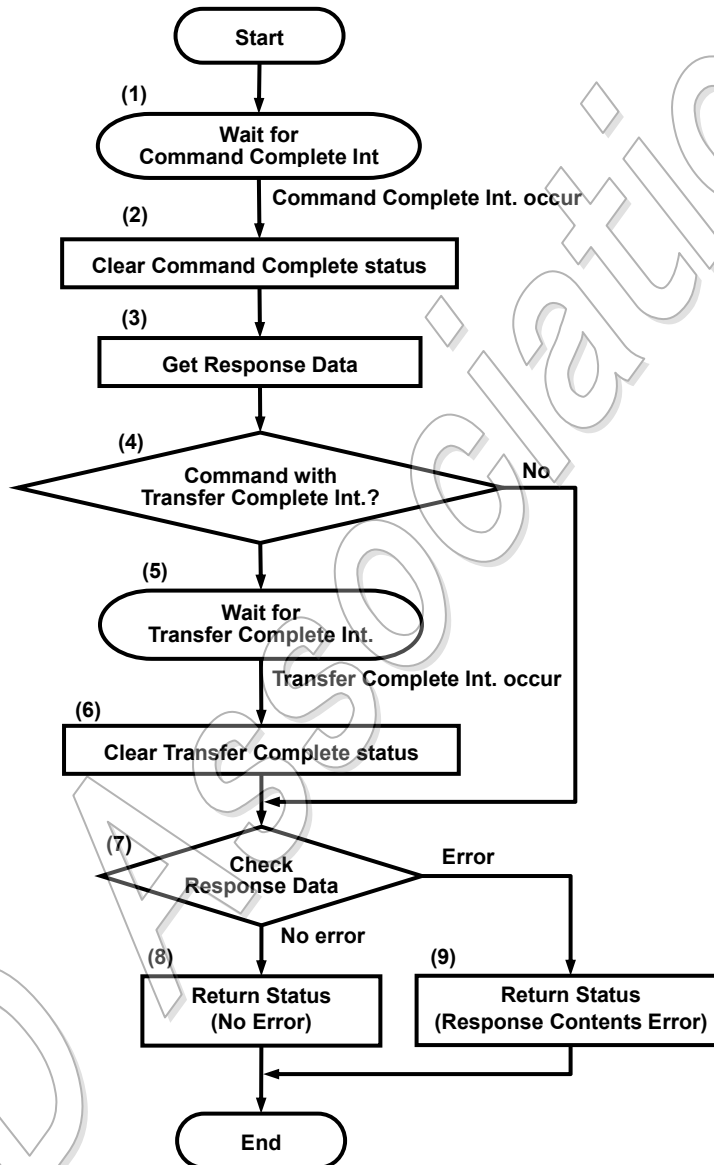 Start
(1)
Wait for
Command Complete Int
Command Complete Int. occur
(2)
Clear Command Complete status
(3)
Get Response Data
(4)
Command with
Transfer Complete Int.?
No
(5)
Wait for
Transfer Complete Int.
Transfer Complete Int. occur
(6)
Clear Transfer Complete status
(7)
Check
Response Data
Error
No error
(8)
Return Status
(No Error)
(9)
Return Status
(Response Contents Error)
End
D Associatio